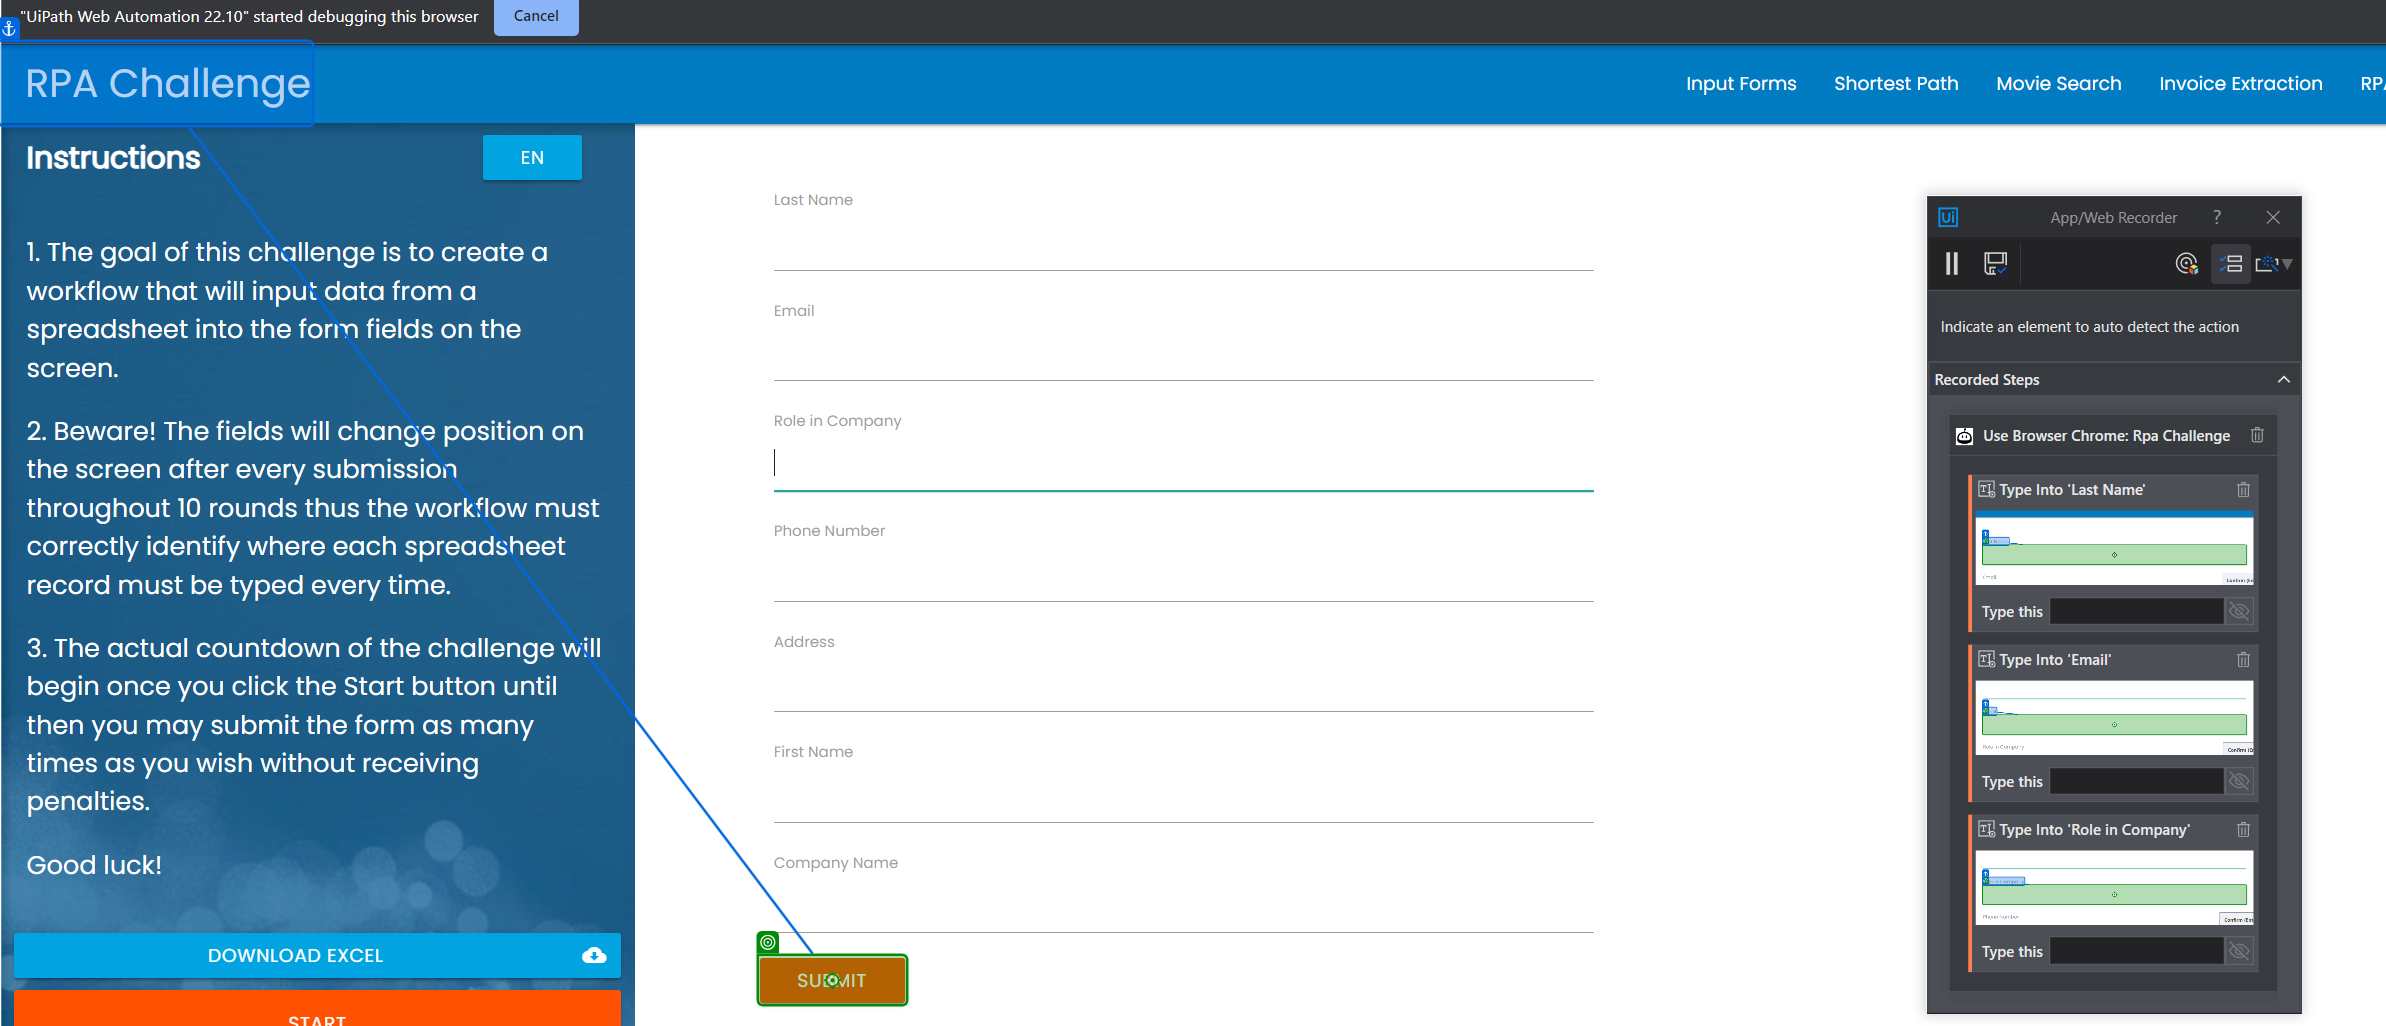 "UiPath Web Automation 22.10" started debugging this browser
Cancel
RPA Challenge
Input Forms
Shortest Path
Movie Search
Invoice Extraction
RPA
Instructions
EN
1. The goal of this challenge is to create a
workflow that will input data from a
spreadsheet into the form fields on the
screen.
2. Beware! The fields will change position on
the screen after every submission
throughout 10 rounds thus the workflow must
correctly identify where each spreadsheet
record must be typed every time.
3. The actual countdown of the challenge will
begin once you click the Start button until
then you may submit the form as many
times as you wish without receiving
penalties.
Good luck!
DOWNLOAD EXCEL
START
Last Name
Email
Role in Company
Phone Number
Address
First Name
Company Name
SUBMIT
Ui
App/Web Recorder
?
Indicate an element to auto detect the action
Recorded Steps
Use Browser Chrome: Rpa Challenge
Type Into 'Last Name'
Email
Type this
Type Into 'Email'
Role in Company
Type this
Type Into 'Role in Company'
Phone Number
Type this